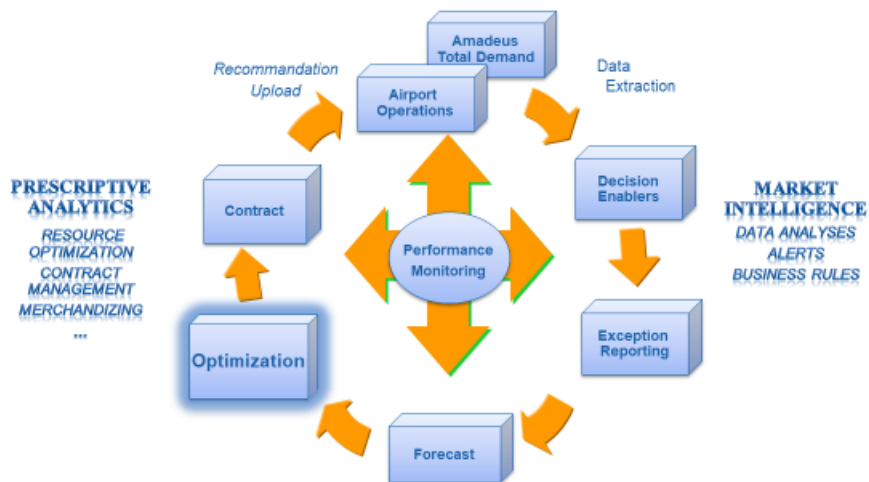 Amadeus
Total Demand
Recommandation
Upload
Data
Extraction
Airport
Operations
PRESCRIPTIVE
ANALYTICS
RESOURCE
OPTIMIZATION
CONTRACT
MANAGEMENT
MERCHANDIZING
...
Contract
Decision
Enablers
MARKET
INTELLIGENCE
DATA ANALYSES
ALERTS
BUSINESS RULES
Performance
Monitoring
Optimization
Exception
Reporting
Forecast